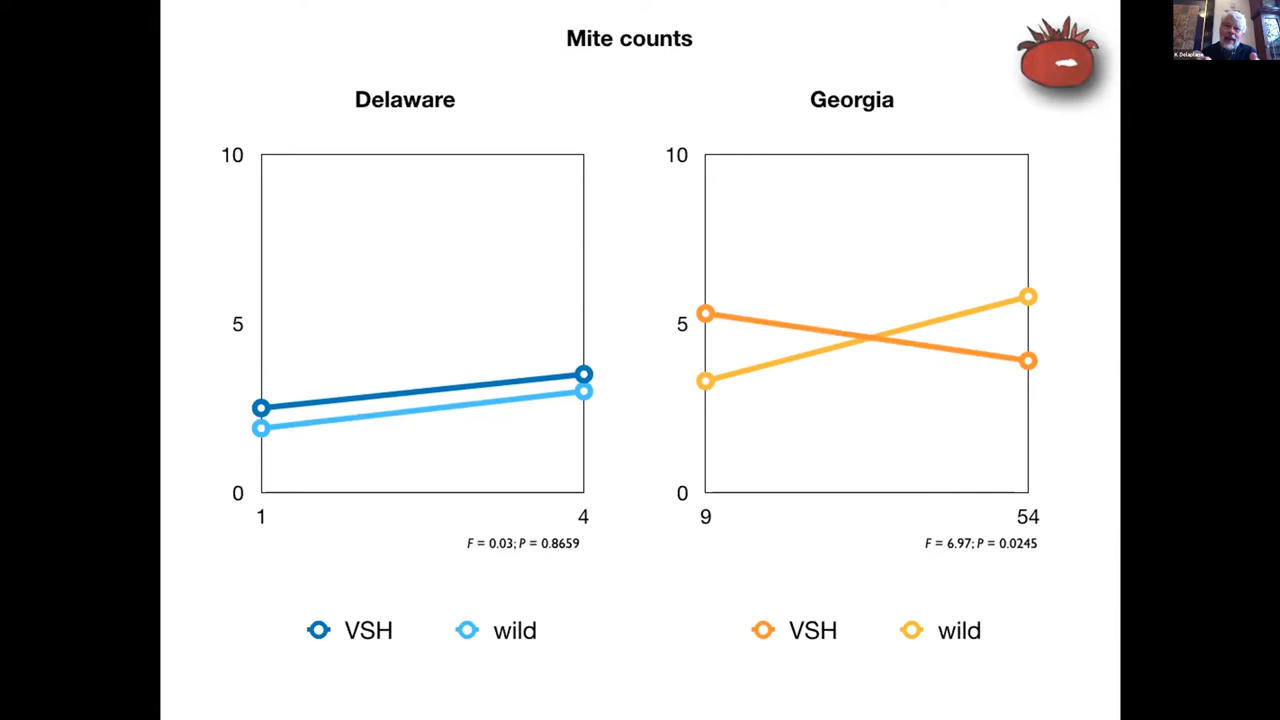 Mite counts
K Delaplane
Delaware
Georgia
10
5
0
1
4
F = 0.03; P = 0.8659
10
5
0
9
54
F = 6.97; P = 0.0245
VSH
wild
VSH
wild